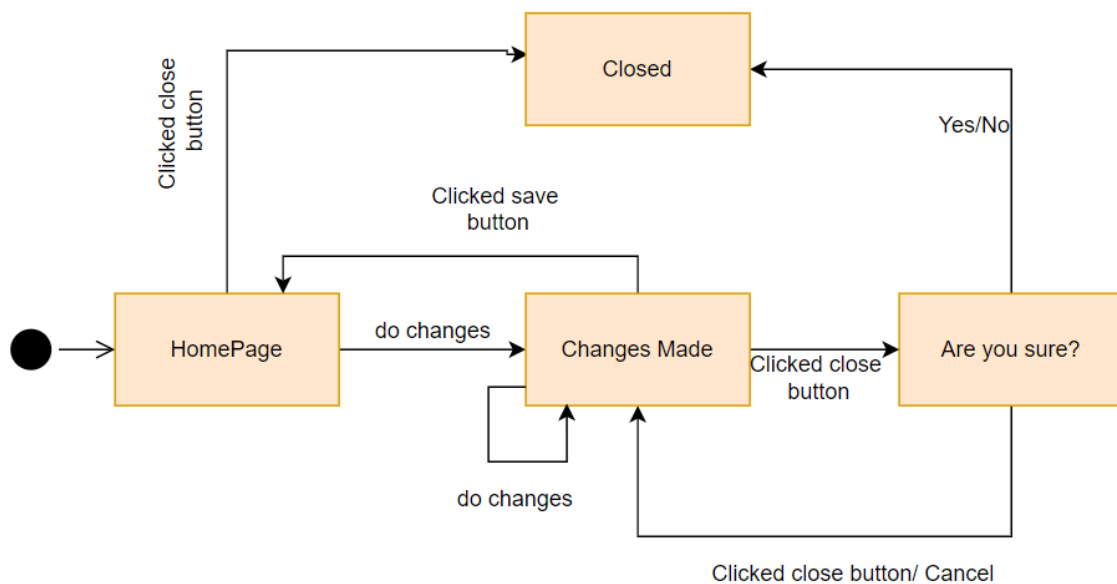 Closed
Clicked close
button
Yes/No
Clicked save
button
HomePage
do changes
Changes Made
Clicked close
button
Are you sure?
do changes
Clicked close button/ Cancel